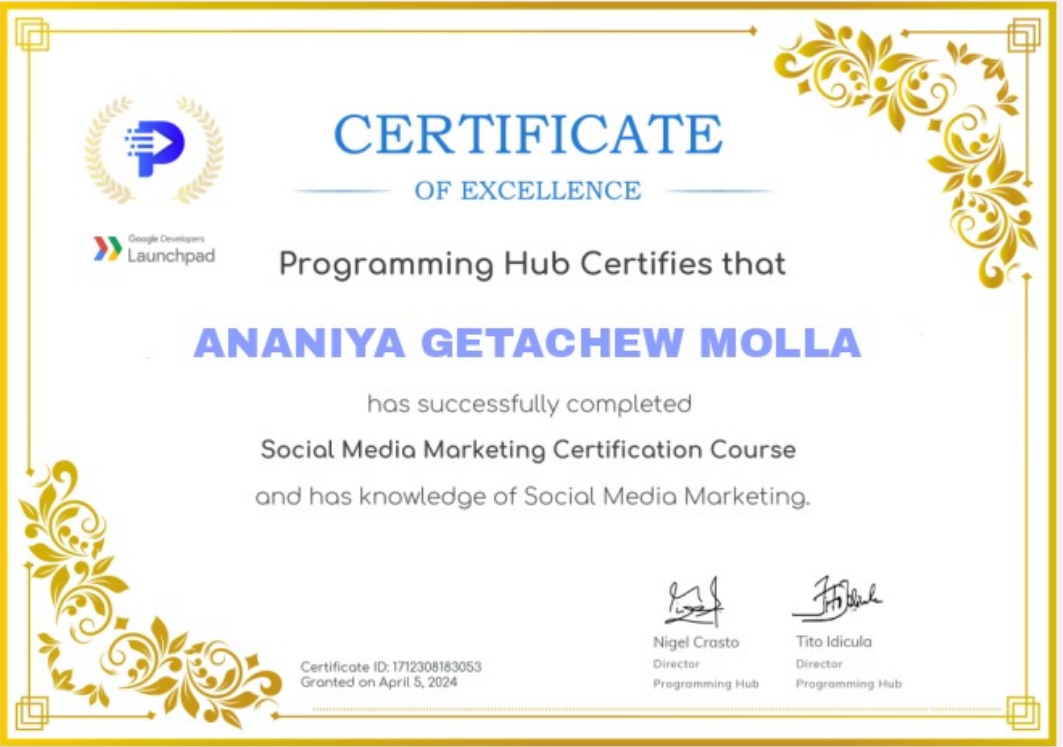 CERTIFICATE
OF EXCELLENCE
Google Developers
Launchpad
Programming Hub Certifies that
ANANIYA GETACHEW MOLLA
has successfully completed
Social Media Marketing Certification Course
and has knowledge of Social Media Marketing.
Nigel Crasto
Director
Programming Hub
Tito Idicula
Director
Programming Hub
Certificate ID: 1712308183053
Granted on April 5, 2024